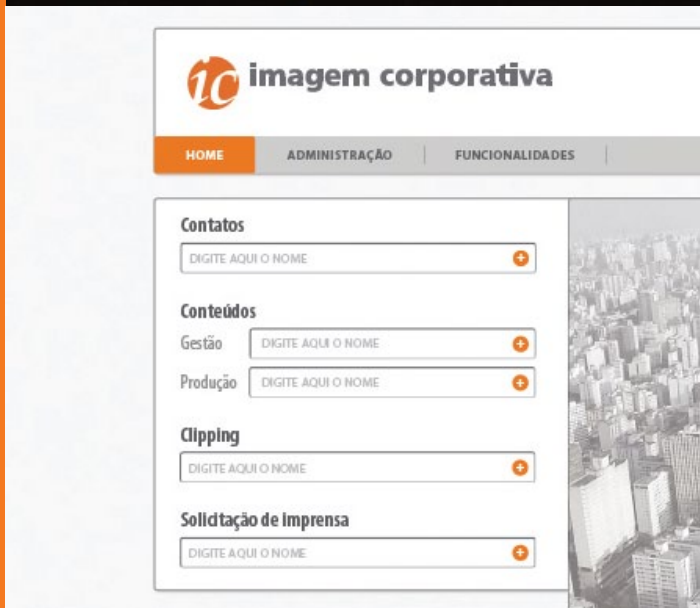 ic imagem corporativa
HOME ADMINISTRAÇÃO FUNCIONALIDADES
Contatos
DIGITE AQUI O NOME
Conteúdos
Gestão DIGITE AQUI O NOME
Produção DIGITE AQUI O NOME
Clipping
DIGITE AQUI O NOME
Solicitação de imprensa
DIGITE AQUI O NOME